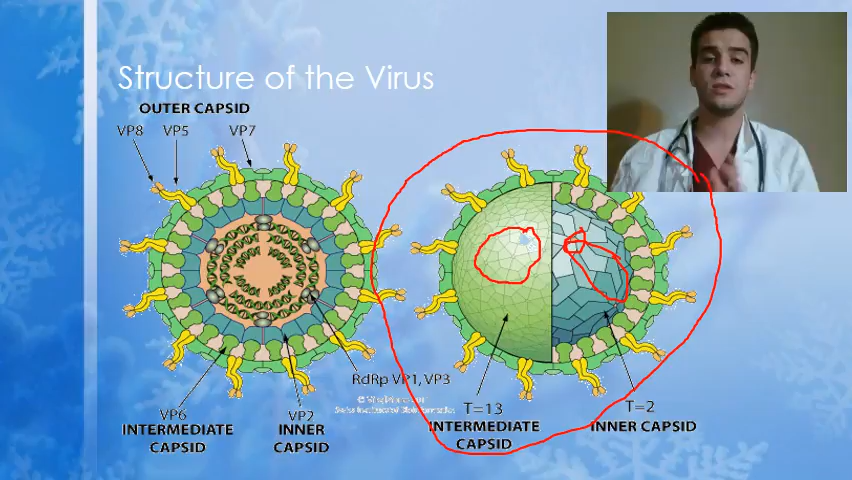 Structure of the Virus
OUTER CAPSID
VP8 VP5 VP7
RdRp VP1, VP3
VP6
INTERMEDIATE
CAPSID
VP2
INNER
CAPSID
T=13
INTERMEDIATE
CAPSID
T=2
INNER CAPSID